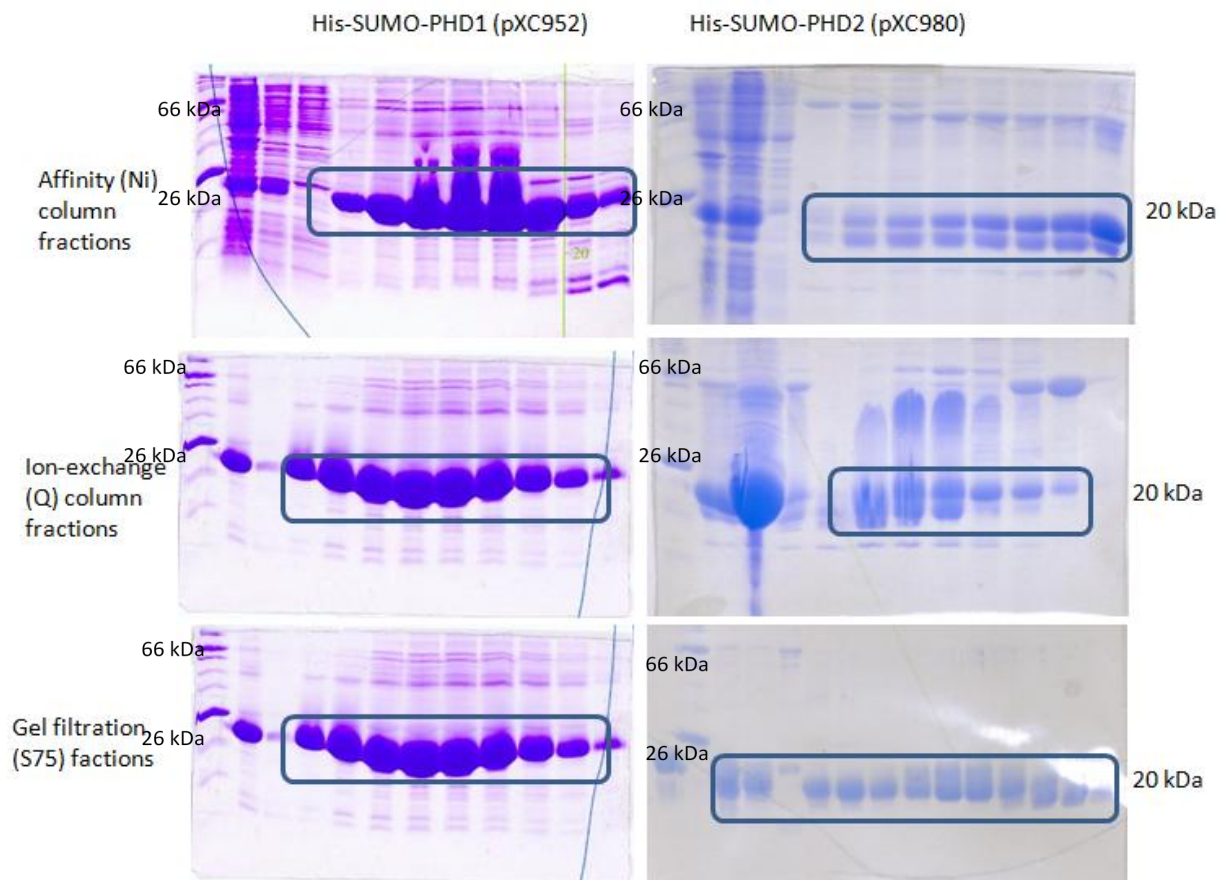 His-SUMO-PHD1 (pXC952)
His-SUMO-PHD2 (pXC980)
66 kDa
66 kDa
Affinity (Ni)
column
fractions
26 kDa
26 kDa
20 kDa
20
66 kDa
66 kDa
Ion-exchange
(Q) column
fractions
26 kDa
26 kDa
20 kDa
66 kDa
66 kDa
Gel filtration
(S75) factions
26 kDa
26 kDa
20 kDa